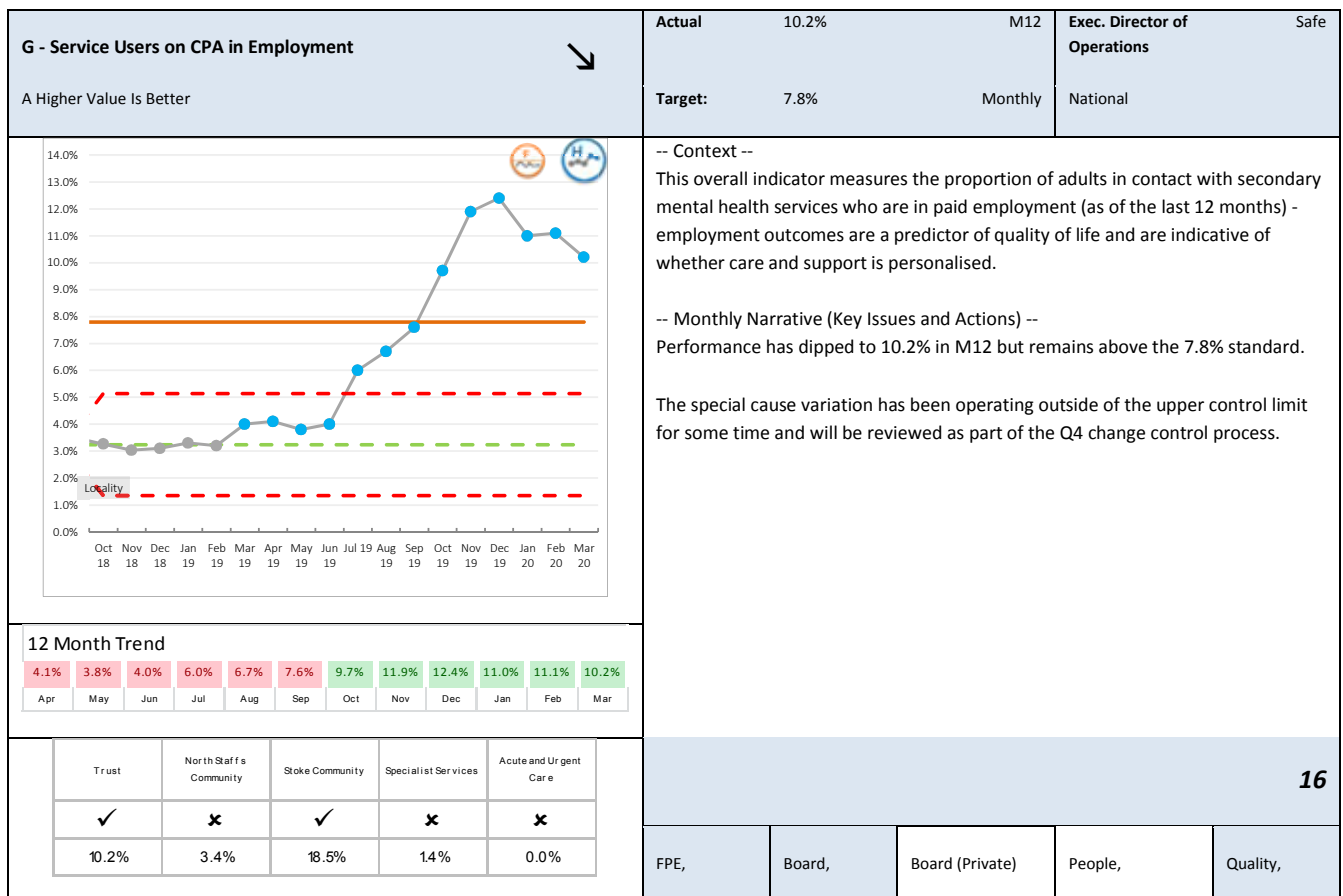 G - Service Users on CPA in Employment
↘
A Higher Value Is Better
Actual 10.2% M12
Target: 7.8% Monthly
Exec. Director of Safe
Operations
National
14.0%
13.0%
12.0%
11.0%
10.0%
9.0%
8.0%
7.0%
6.0%
5.0%
4.0%
3.0%
2.0%
1.0%
0.0%
F
H
Locality
Oct Nov Dec Jan Feb Mar Apr May Jun Jul 19 Aug Sep Oct Nov Dec Jan Feb Mar
18 18 18 19 19 19 19 19 19 19 19 19 19 19 20 20 20
-- Context --
This overall indicator measures the proportion of adults in contact with secondary
mental health services who are in paid employment (as of the last 12 months) -
employment outcomes are a predictor of quality of life and are indicative of
whether care and support is personalised.
-- Monthly Narrative (Key Issues and Actions) --
Performance has dipped to 10.2% in M12 but remains above the 7.8% standard.
The special cause variation has been operating outside of the upper control limit
for some time and will be reviewed as part of the Q4 change control process.
12 Month Trend
4.1% 3.8% 4.0% 6.0% 6.7% 7.6% 9.7% 11.9% 12.4% 11.0% 11.1% 10.2%
Apr May Jun Jul Aug Sep Oct Nov Dec Jan Feb Mar
Trust North Staffs Community Stoke Community Specialist Services Acute and Urgent Care
✓ ✗ ✓ ✗ ✗
10.2% 3.4% 18.5% 1.4% 0.0%
16
FPE, Board, Board (Private) People, Quality,